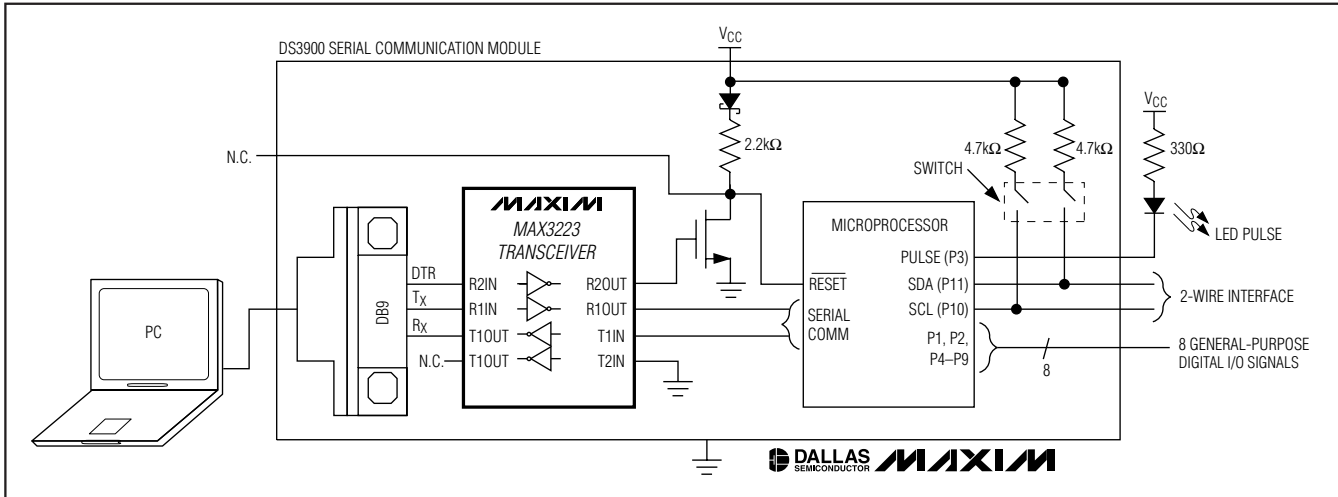 DS3900 SERIAL COMMUNICATION MODULE
VCC
VCC
N.C.
2.2kΩ
4.7kΩ
4.7kΩ
330Ω
SWITCH
MAXIM
MAX3223
TRANSCEIVER
MICROPROCESSOR
PULSE (P3)
LED PULSE
DTR
R2IN
R2OUT
RESET
SDA (P11)
2-WIRE INTERFACE
TX
R1IN
R1OUT
SERIAL
COMM
SCL (P10)
PC
DB9
RX
T1OUT
T1IN
P1, P2,
P4–P9
8
8 GENERAL-PURPOSE
DIGITAL I/O SIGNALS
N.C.
T1OUT
T2IN
DALLAS
SEMICONDUCTOR
MAXIM